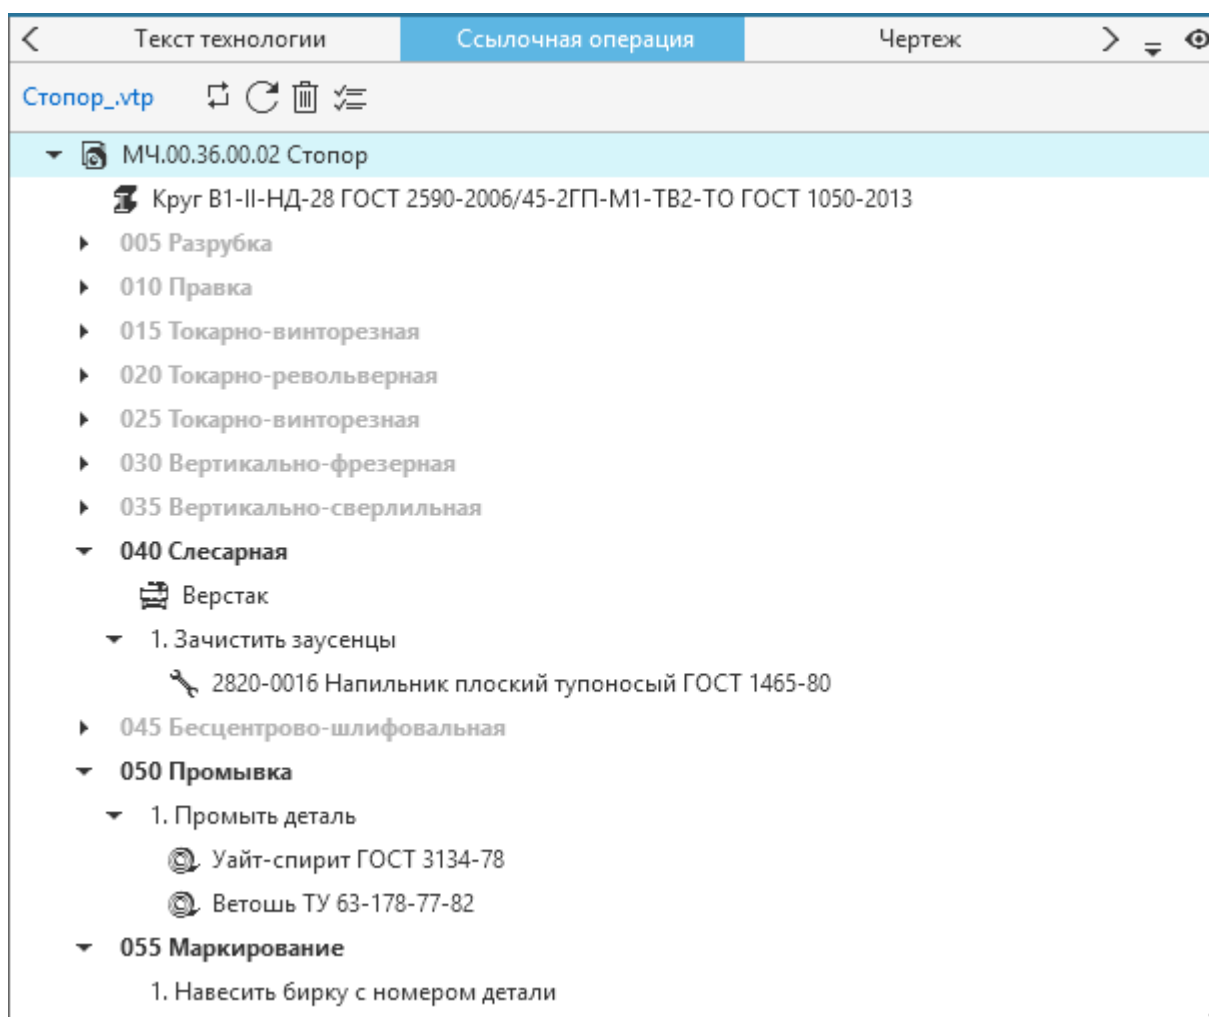 Текст технологии Ссылочная операция Чертеж
Стопор_.vtp
МЧ.00.36.00.02 Стопор
Круг В1-II-НД-28 ГОСТ 2590-2006/45-2ГП-М1-ТВ2-ТО ГОСТ 1050-2013
005 Разрубка
010 Правка
015 Токарно-винторезная
020 Токарно-револьверная
025 Токарно-винторезная
030 Вертикально-фрезерная
035 Вертикально-сверлильная
040 Слесарная
Верстак
1. Зачистить заусенцы
2820-0016 Напильник плоский тупоносый ГОСТ 1465-80
045 Бесцентрово-шлифовальная
050 Промывка
1. Промыть деталь
Уайт-спирит ГОСТ 3134-78
Ветошь ТУ 63-178-77-82
055 Маркирование
1. Навесить бирку с номером детали